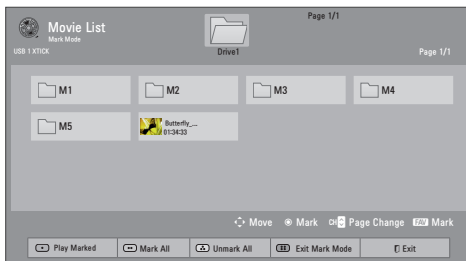 Movie List
Page 1/1
Mark Mode
USB 1 XTICK
Drive1
Page 1/1
M1
M2
M3
M4
M5
Butterfly_...
01:34:33
Move
Mark
CH Page Change
FAV Mark
Play Marked
Mark All
Unmark All
Exit Mark Mode
Exit